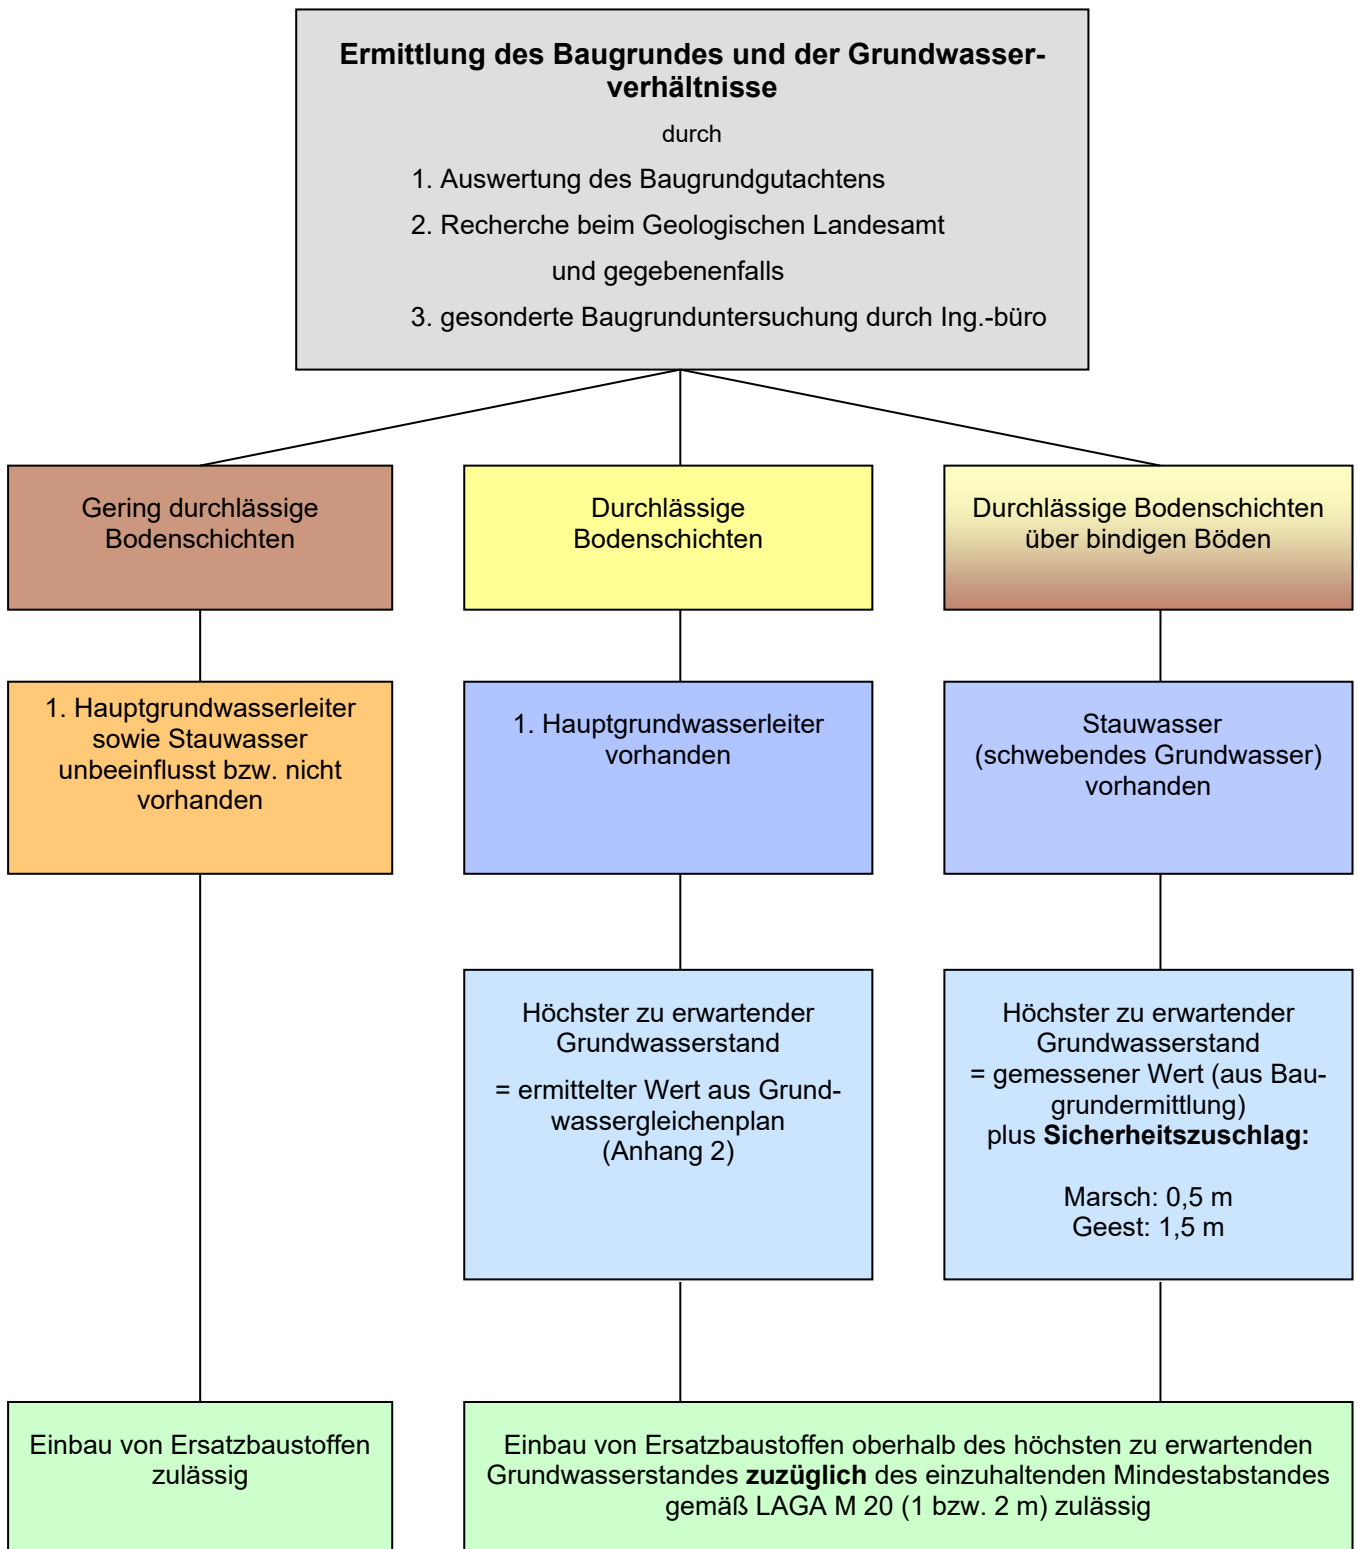 Ermittlung des Baugrundes und der Grundwasser-
verhältnisse
durch
1. Auswertung des Baugrundgutachtens
2. Recherche beim Geologischen Landesamt
und gegebenenfalls
3. gesonderte Baugrunduntersuchung durch Ing.-büro
Gering durchlässige
Bodenschichten
Durchlässige
Bodenschichten
Durchlässige Bodenschichten
über bindigen Böden
1. Hauptgrundwasserleiter
sowie Stauwasser
unbeeinflusst bzw. nicht
vorhanden
1. Hauptgrundwasserleiter
vorhanden
Stauwasser
(schwebendes Grundwasser)
vorhanden
Höchster zu erwartender
Grundwasserstand
= ermittelter Wert aus Grund-
wassergleichenplan
(Anhang 2)
Höchster zu erwartender
Grundwasserstand
= gemessener Wert (aus Bau-
grundermittlung)
plus Sicherheitszuschlag:
Marsch: 0,5 m
Geest: 1,5 m
Einbau von Ersatzbaustoffen
zulässig
Einbau von Ersatzbaustoffen oberhalb des höchsten zu erwartenden
Grundwasserstandes zuzüglich des einzuhaltenden Mindestabstandes
gemäß LAGA M 20 (1 bzw. 2 m) zulässig